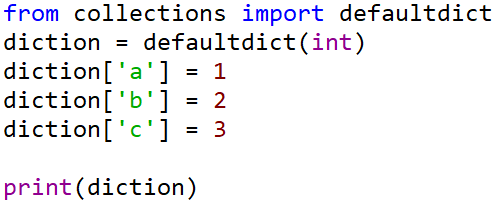 from collections import defaultdict
diction = defaultdict(int)
diction['a'] = 1
diction['b'] = 2
diction['c'] = 3
print(diction)